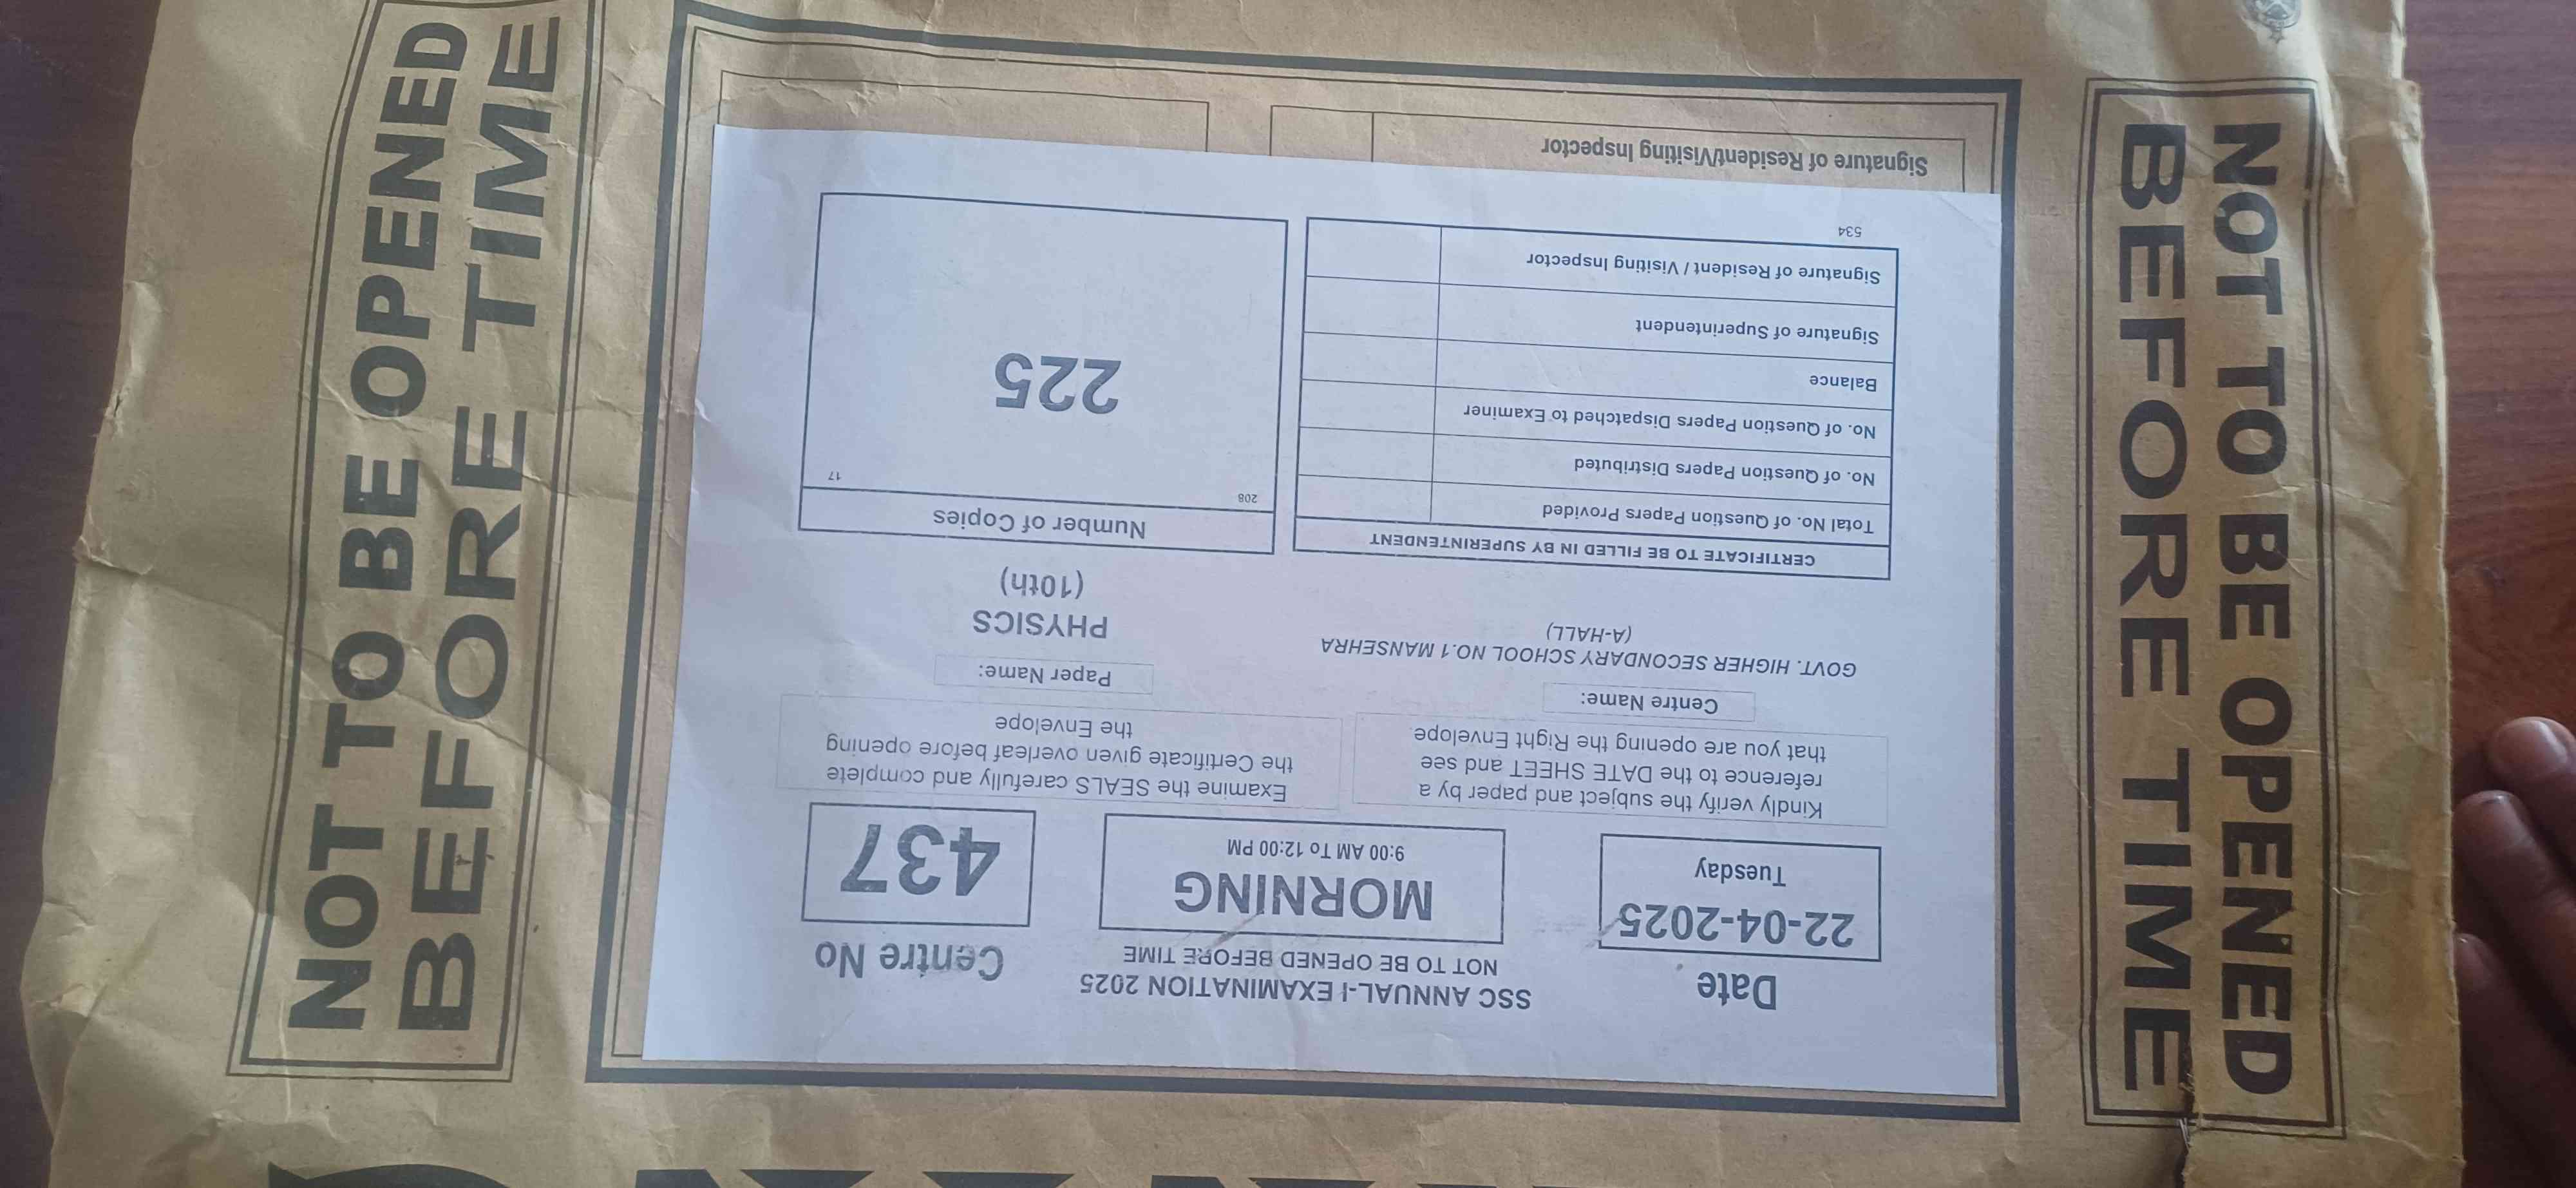 NOT TO BE OPENED
BEFORE TIME
Date
22-04-2025
Tuesday
SSC ANNUAL-I EXAMINATION 2025
NOT TO BE OPENED BEFORE TIME
MORNING
9:00 AM To 12:00 PM
Centre No
437
Kindly verify the subject and paper by a
reference to the DATE SHEET and see
that you are opening the Right Envelope
Examine the SEALS carefully and complete
the Certificate given overleaf before opening
the Envelope
Centre Name:
GOVT. HIGHER SECONDARY SCHOOL NO.1 MANSEHRA
(A-HALL)
Paper Name:
PHYSICS
(10th)
CERTIFICATE TO BE FILLED IN BY SUPERINTENDENT
Total No. of Question Papers Provided
No. of Question Papers Distributed
No. of Question Papers Dispatched to Examiner
Balance
Signature of Superintendent
Signature of Resident / Visiting Inspector
534
Number of Copies
208
17
225
Signature of Resident/Visiting Inspector
NOT TO BE OPENED
BEFORE TIME